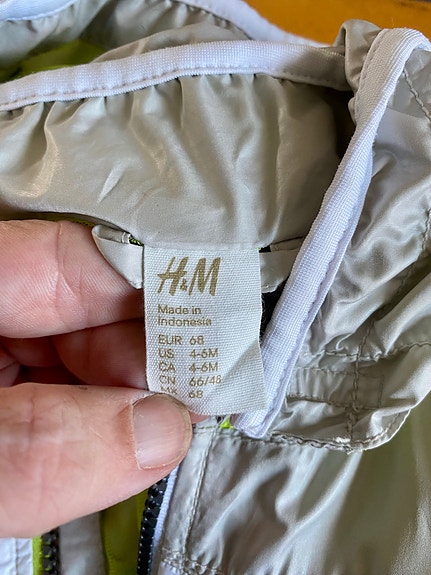 H&M
Made in
Indonesia
EUR 68
US 4-6M
CA 4-6M
CN 66/48
68